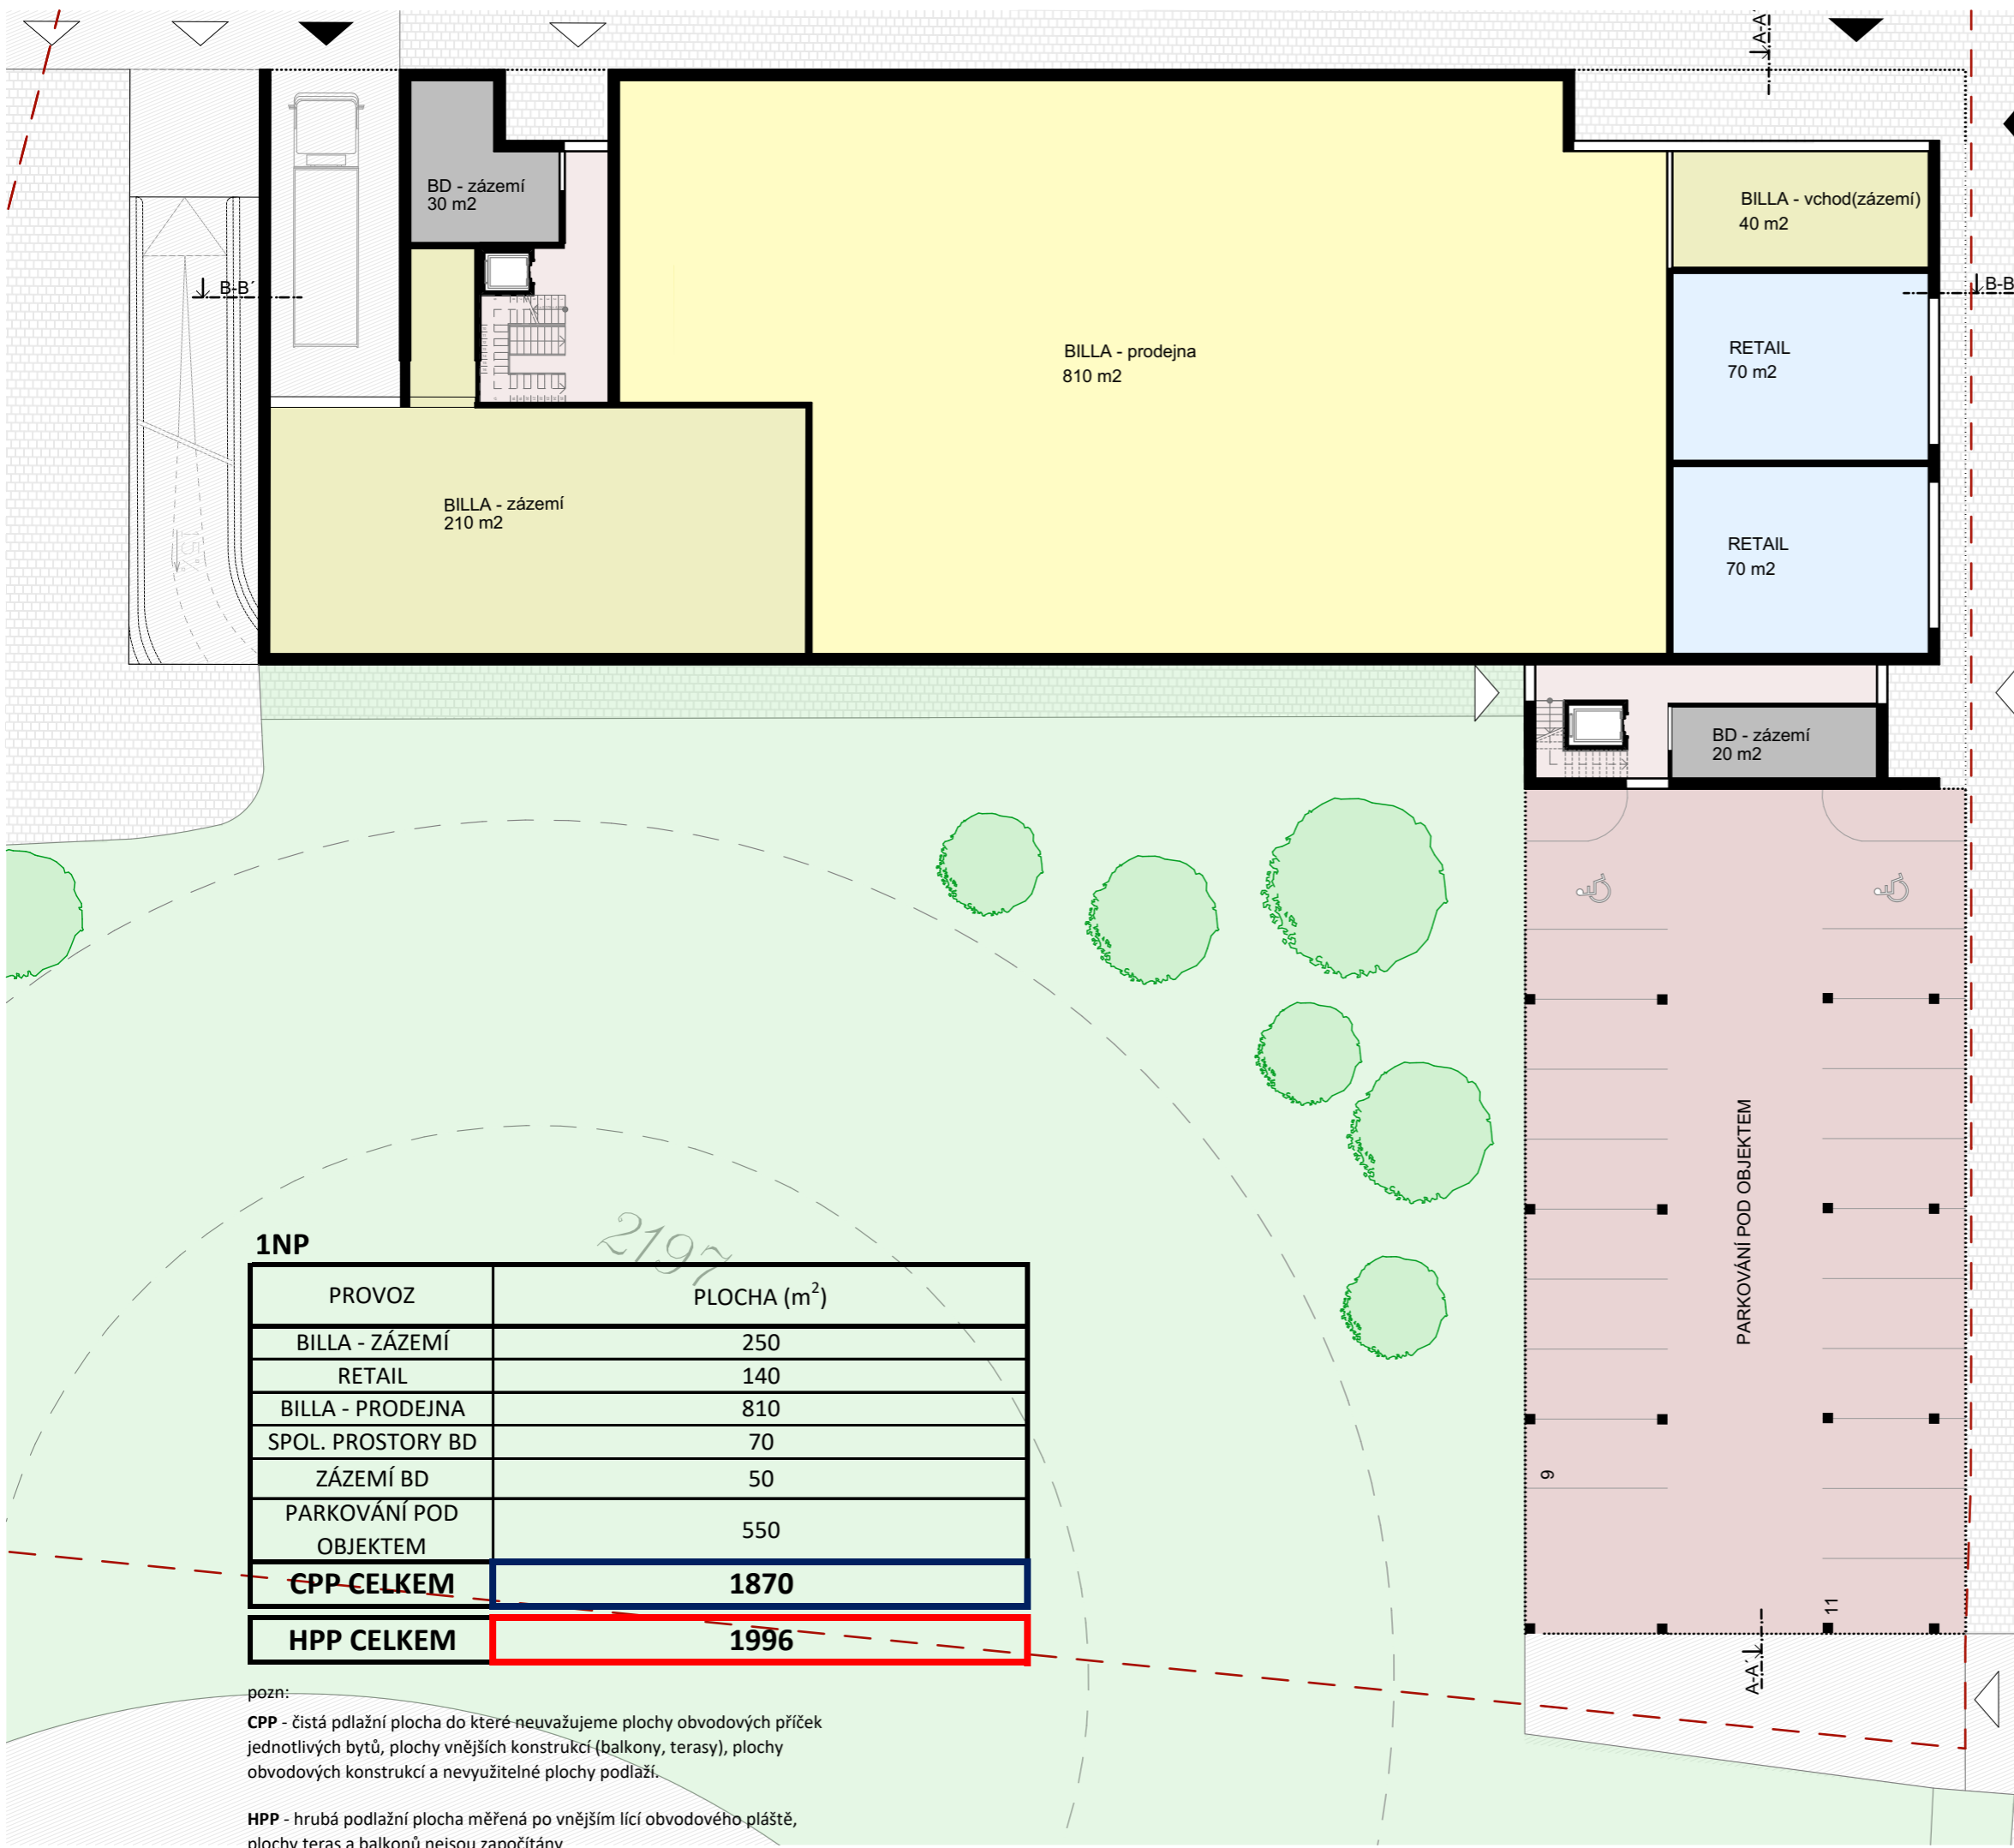 A-A´
BD - zázemí
30 m2
BILLA - vchod(zázemí)
40 m2
B-B´
B-B
BILLA - prodejna
810 m2
RETAIL
70 m2
BILLA - zázemí
210 m2
15%
RETAIL
70 m2
BD - zázemí
20 m2
PARKOVÁNÍ POD OBJEKTEM
2197
9
11
A-A´
1NP
PROVOZ PLOCHA (m²)
BILLA - ZÁZEMÍ 250
RETAIL 140
BILLA - PRODEJNA 810
SPOL. PROSTORY BD 70
ZÁZEMÍ BD 50
PARKOVÁNÍ POD
OBJEKTEM 550
CPP CELKEM 1870
HPP CELKEM 1996
pozn:
CPP - čistá pdlažní plocha do které neuvažujeme plochy obvodových příček
jednotlivých bytů, plochy vnějších konstrukcí (balkony, terasy), plochy
obvodových konstrukcí a nevyužitelné plochy podlaží.
HPP - hrubá podlažní plocha měřená po vnějším lící obvodového pláště,
plochy teras a balkonů nejsou započítány